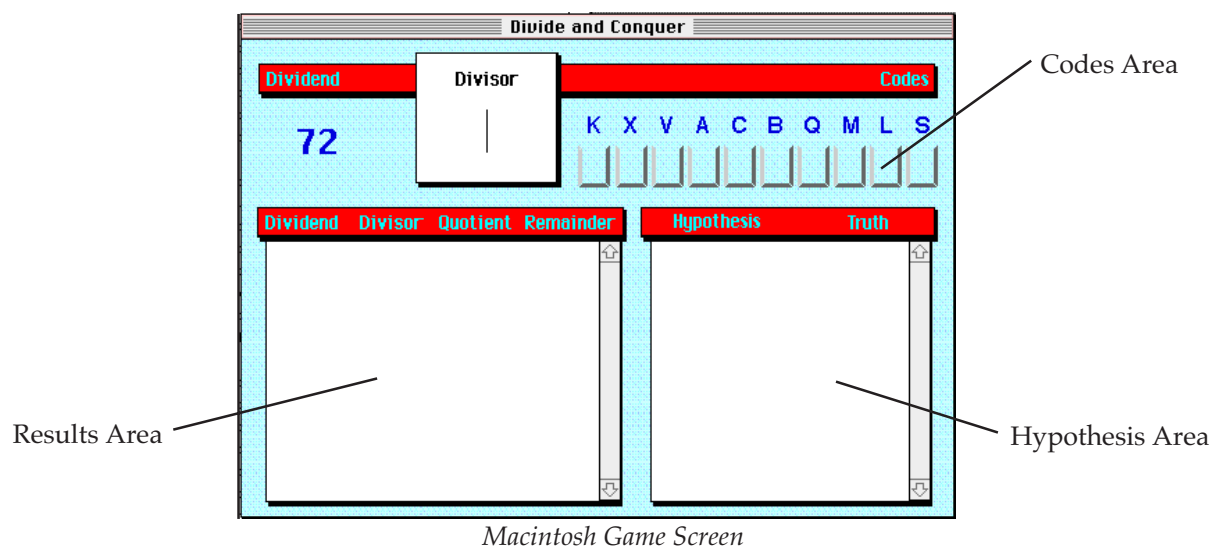 Divide and Conquer
Codes Area
Dividend
Divisor
Codes
72
K X V A C B Q M L S
Dividend Divisor Quotient Remainder
Hypothesis Truth
Results Area
Hypothesis Area
Macintosh Game Screen